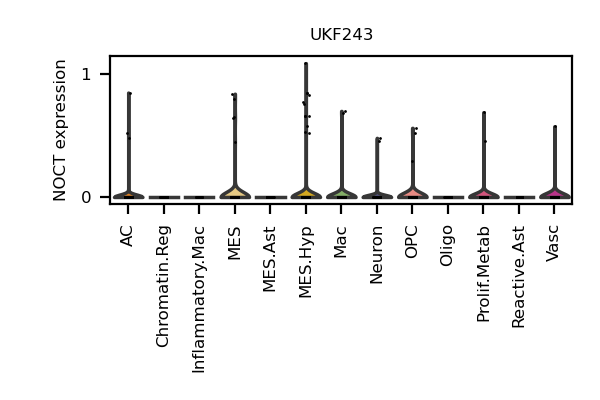 UKF243
NOCT expression
1
0
AC
Chromatin.Reg
Inflammatory.Mac
MES
MES.Ast
MES.Hyp
Mac
Neuron
OPC
Oligo
Prolif.Metab
Reactive.Ast
Vasc